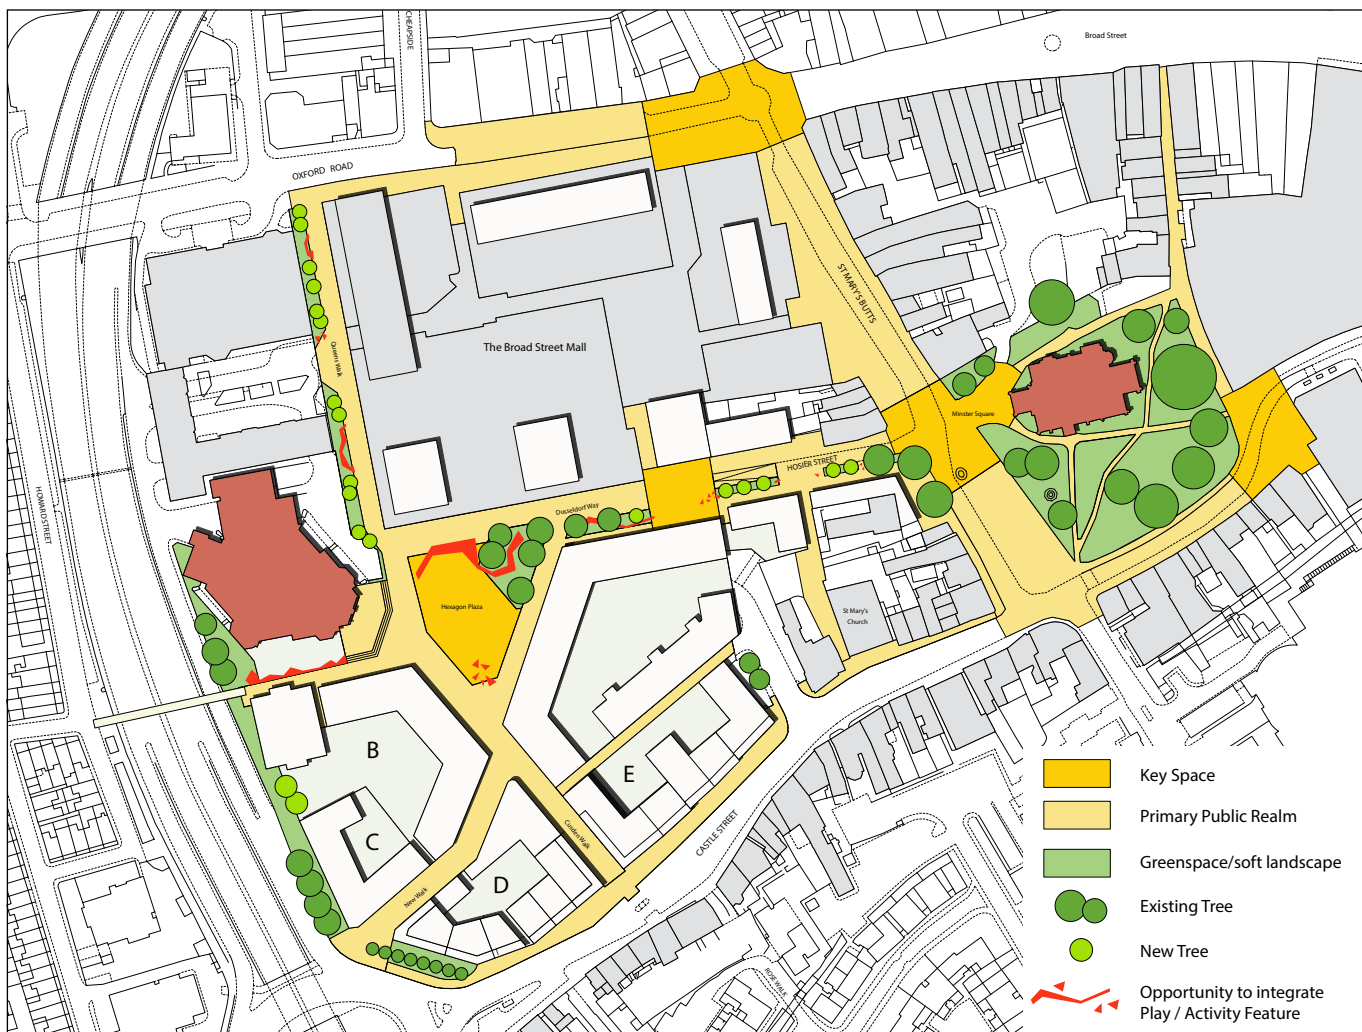 CHEAPSIDE
Broad Street
OXFORD ROAD
ST MARY'S BUTTS
Queens Walk
The Broad Street Mall
Minster Square
HOSIER STREET
HOWARD STREET
Dusseldorf Way
Hexagon Plaza
St Mary's
Church
B
E
C
D
Cusden Walk
CASTLE STREET
New Walk
ROSE WALK
Key Space
Primary Public Realm
Greenspace/soft landscape
Existing Tree
New Tree
Opportunity to integrate
Play / Activity Feature